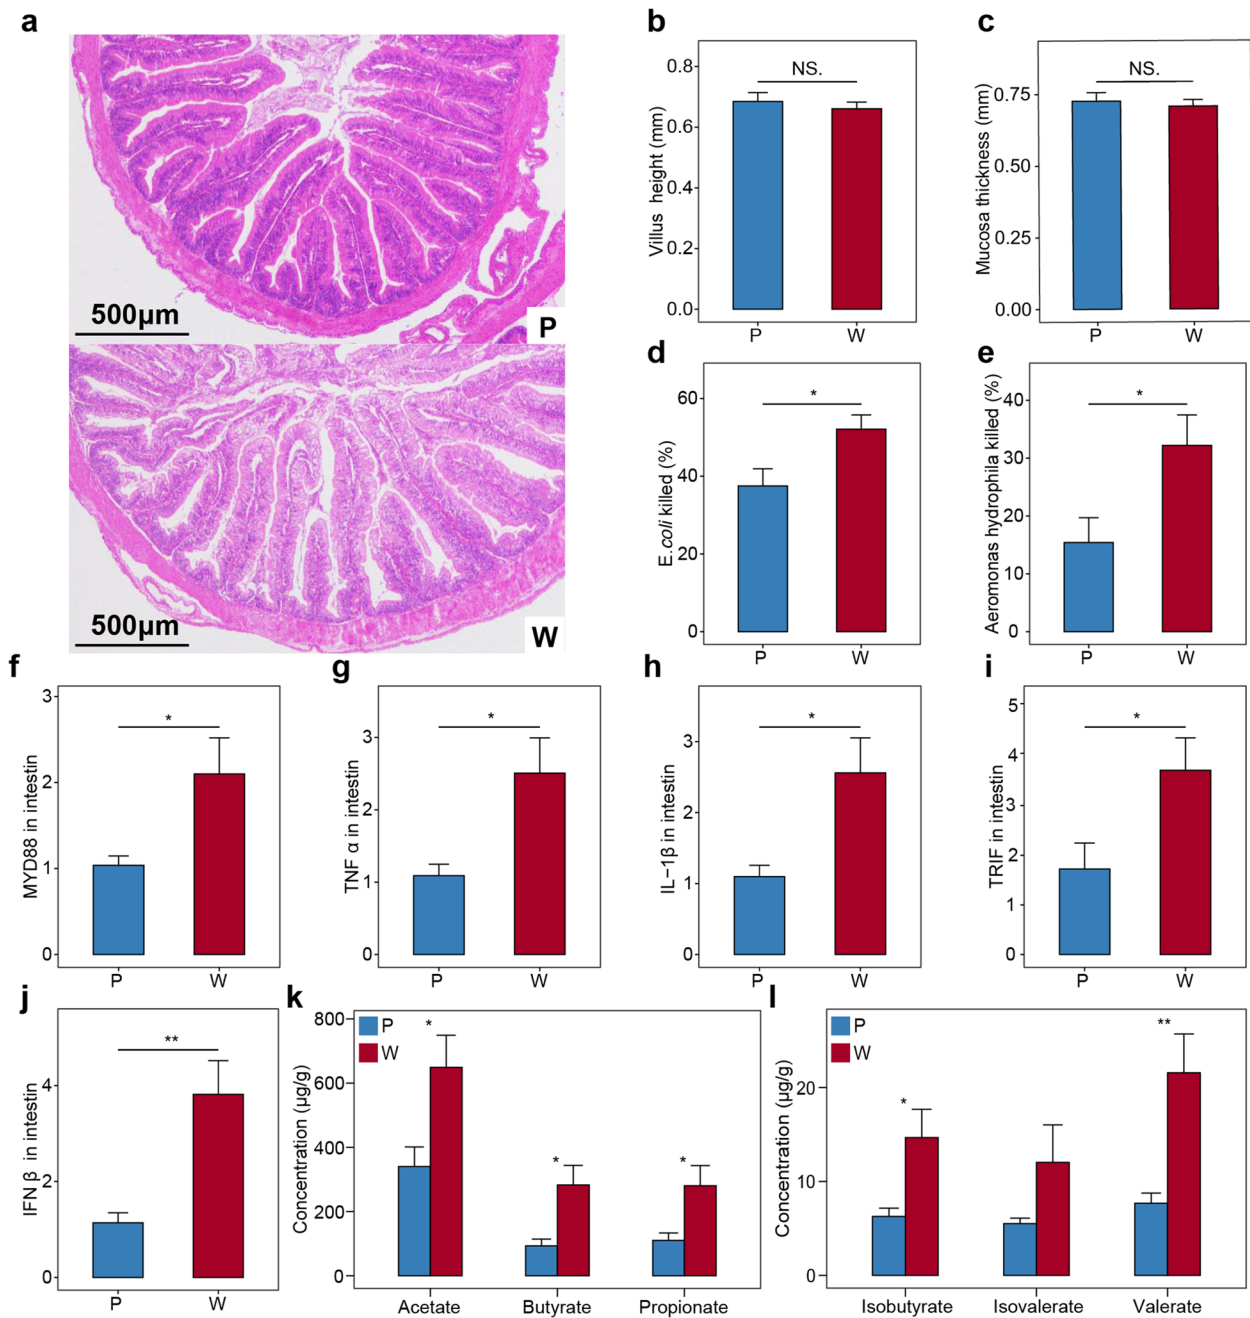 a
500μm
P
500μm
W
b
Villus height (mm)
0.8
0.6
0.4
0.2
0.0
NS.
P
W
c
Mucosa thickness (mm)
0.75
0.50
0.25
0.00
NS.
P
W
d
E.coli killed (%)
60
40
20
0
*
P
W
e
Aeromonas hydrophila killed (%)
40
30
20
10
0
*
P
W
f
MYD88 in intestin
3
2
1
0
*
P
W
g
TNF α in intestin
3
2
1
0
*
P
W
h
IL−1β in intestin
3
2
1
0
*
P
W
i
TRIF in intestin
5
4
3
2
1
0
*
P
W
j
IFN β in intestin
4
2
0
**
P
W
k
Concentration (μg/g)
800
600
400
200
0
P
W
*
*
*
Acetate
Butyrate
Propionate
l
Concentration (μg/g)
20
10
0
P
W
*
**
Isobutyrate
Isovalerate
Valerate